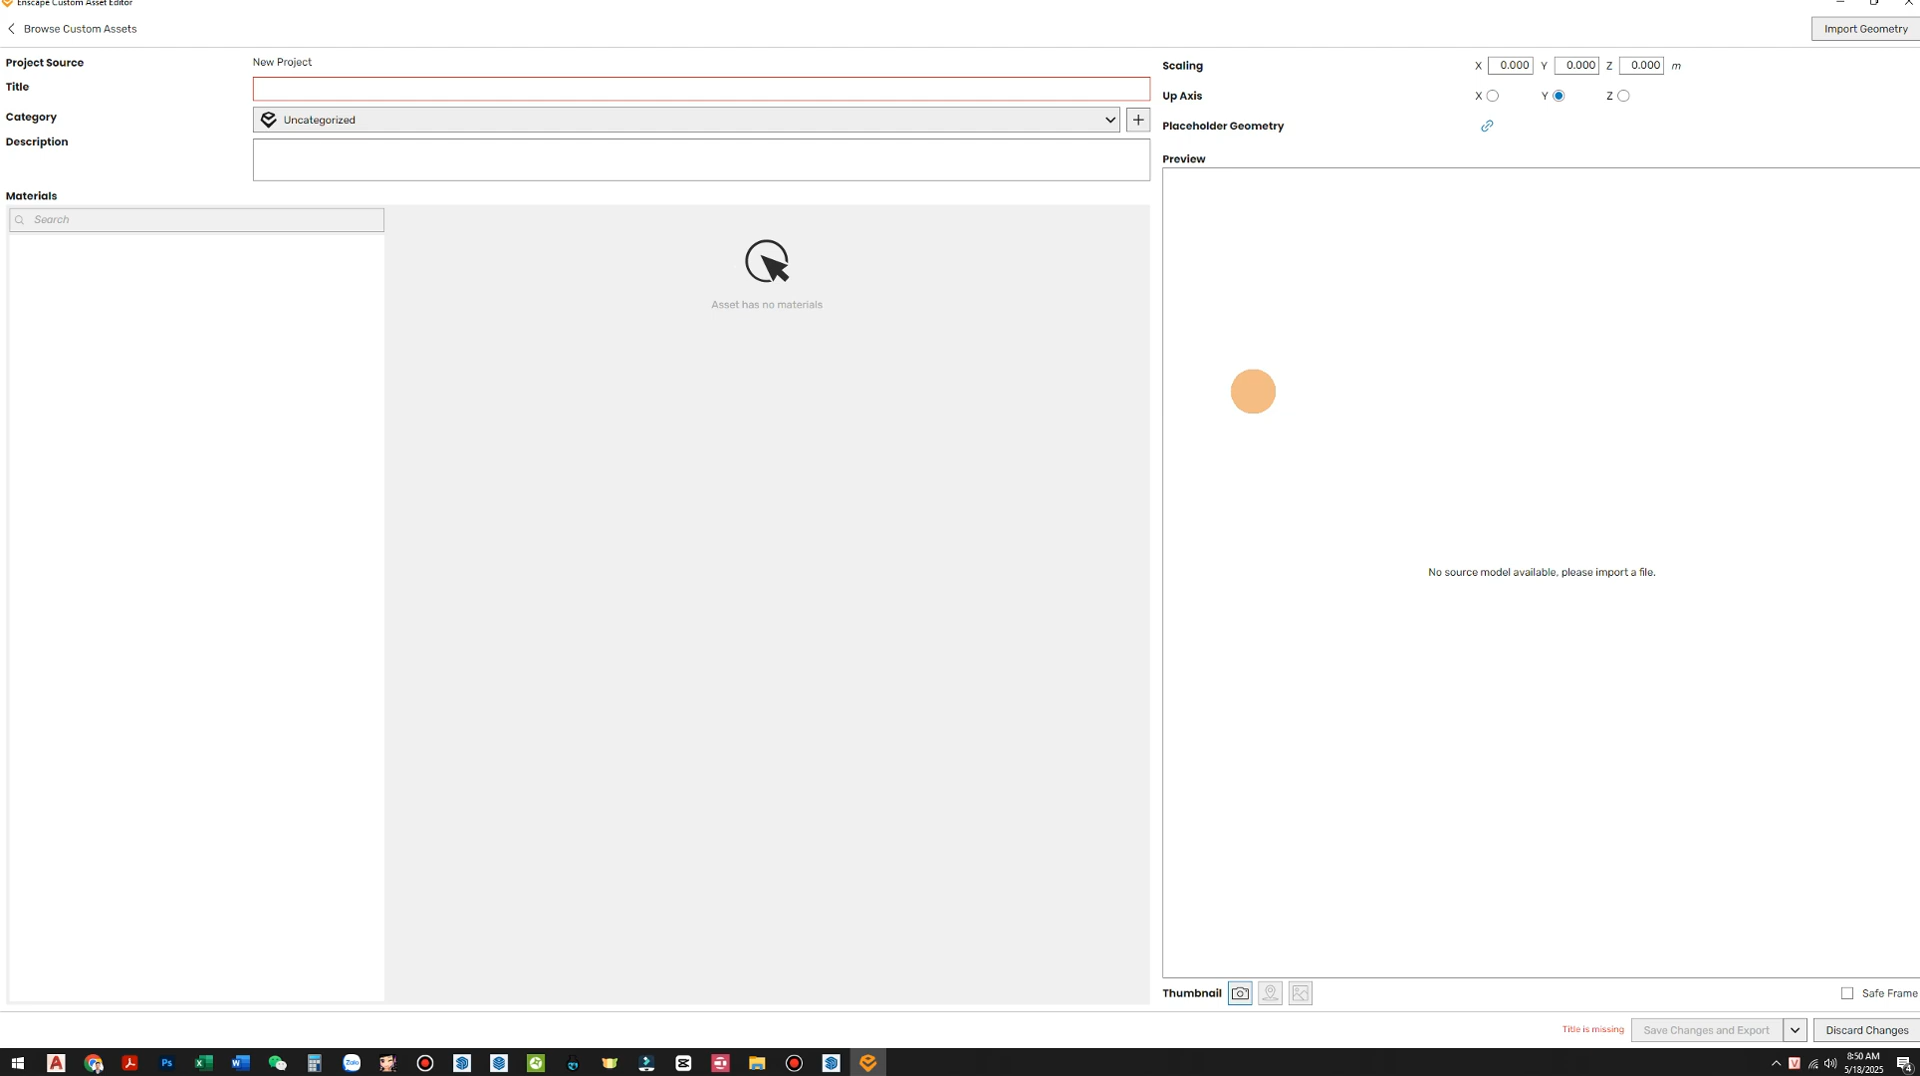 Enscape Custom Asset Editor
Browse Custom Assets
Import Geometry
Project Source
New Project
Title
Category
Uncategorized
Description
Materials
Search
Asset has no materials
Scaling
X 0.000 Y 0.000 Z 0.000 m
Up Axis
X Y Z
Placeholder Geometry
Preview
No source model available, please import a file.
Thumbnail
Safe Frame
Title is missing
Save Changes and Export
Discard Changes
8:50 AM
5/18/2025
4